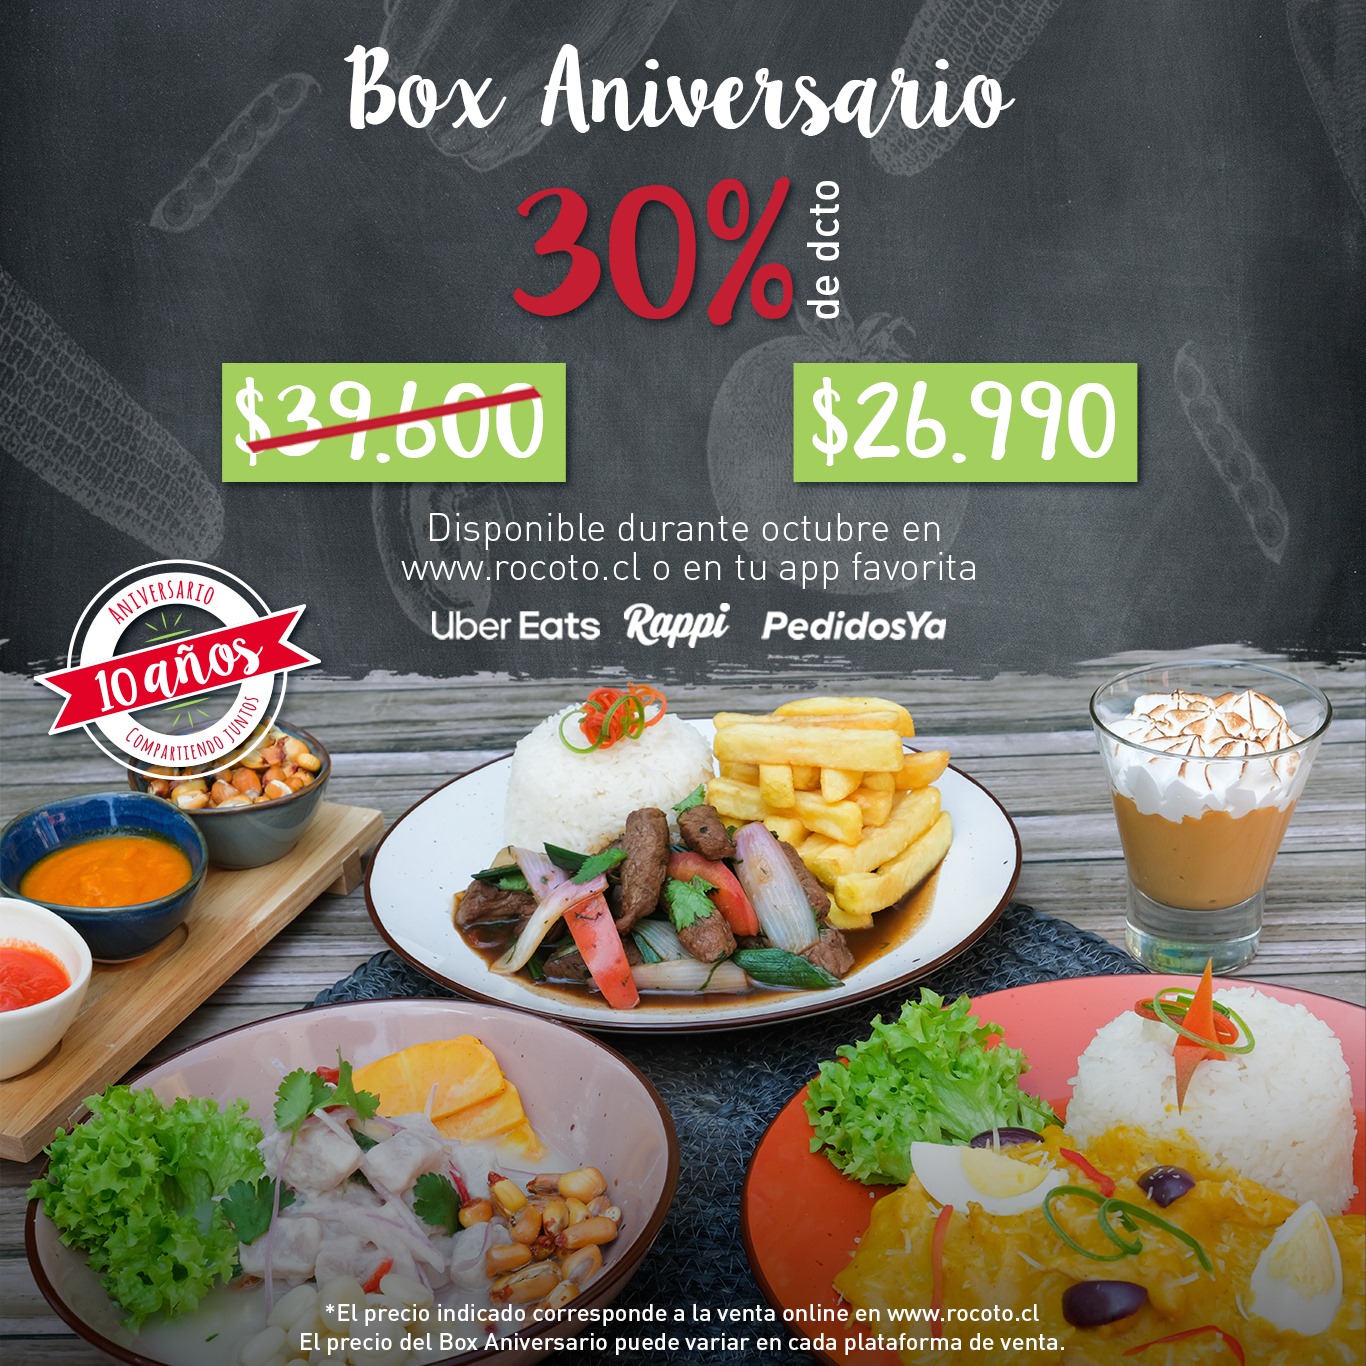 Box Aniversario
30%
de dcto
$39.600
$26.990
Disponible durante octubre en
www.rocoto.cl o en tu app favorita
Uber Eats Rappi PedidosYa
ANIVERSARIO
10 años
COMPARTIENDO JUNTOS
*El precio indicado corresponde a la venta online en www.rocoto.cl
El precio del Box Aniversario puede variar en cada plataforma de venta.